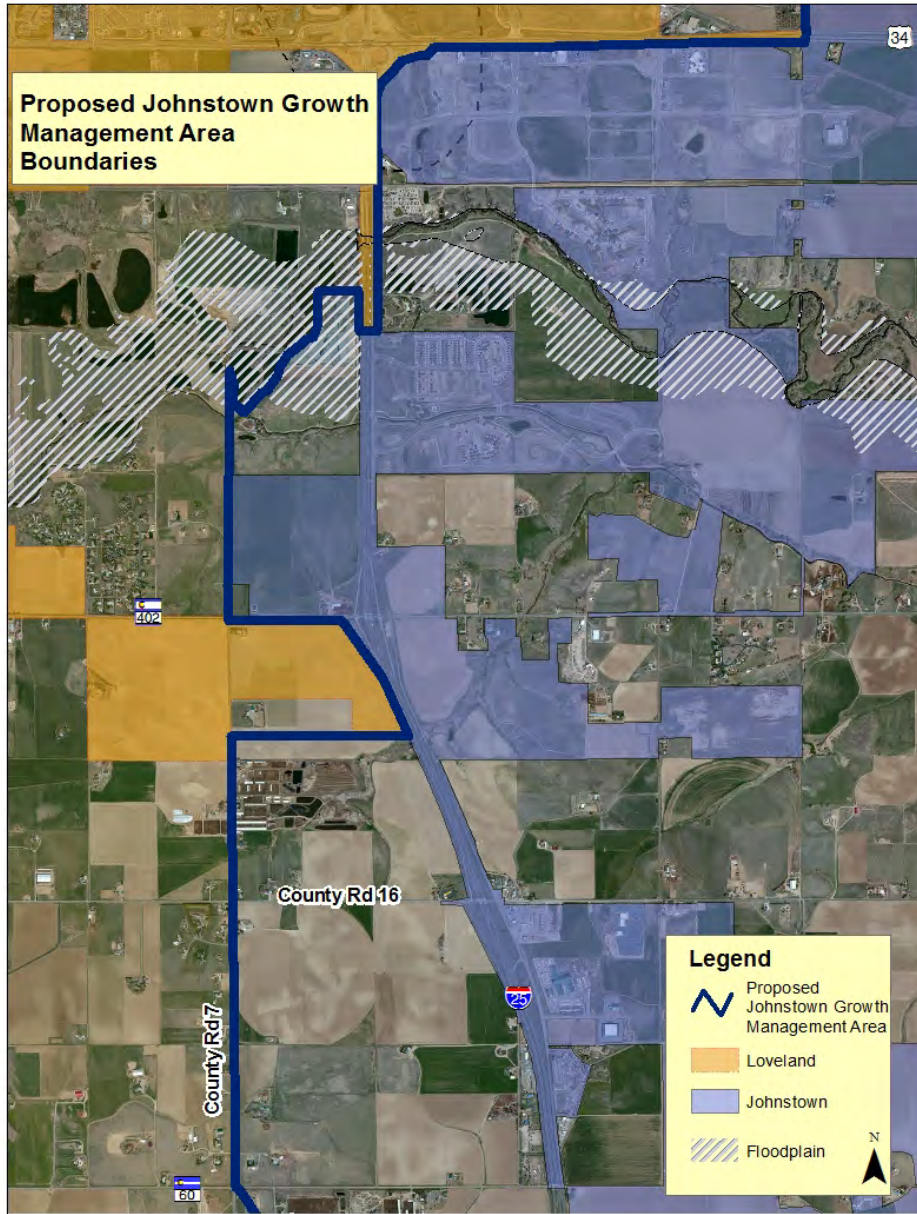 34
Proposed Johnstown Growth
Management Area
Boundaries
402
County Rd 16
County Rd 7
25
60
Legend
Proposed
Johnstown Growth
Management Area
Loveland
Johnstown
Floodplain
N